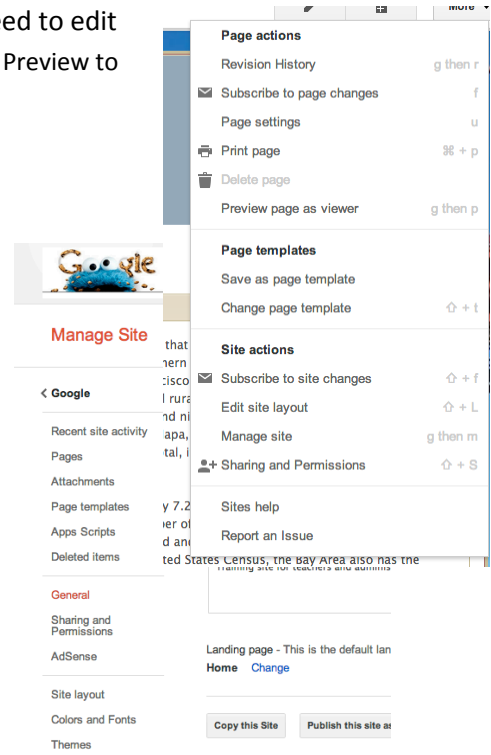 ed to edit
Preview to
More
Page actions
Revision History g then r
Subscribe to page changes f
Page settings u
Print page ⌘ + p
Delete page
Preview page as viewer g then p
Page templates
Save as page template
Change page template ⇧ + t
Site actions
Subscribe to site changes ⇧ + f
Edit site layout ⇧ + L
Manage site g then m
Sharing and Permissions ⇧ + S
Sites help
Report an Issue
Google
Manage Site
Google
Recent site activity
Pages
Attachments
Page templates
Apps Scripts
Deleted items
General
Sharing and
Permissions
AdSense
Site layout
Colors and Fonts
Themes
that
hern
cisco
l rura
nd ni
apa,
tal, i
y 7.2
ber of
d and
ted States Census, the Bay Area also has the
Training site for teachers and adminis
Landing page - This is the default lan
Home Change
Copy this Site Publish this site as